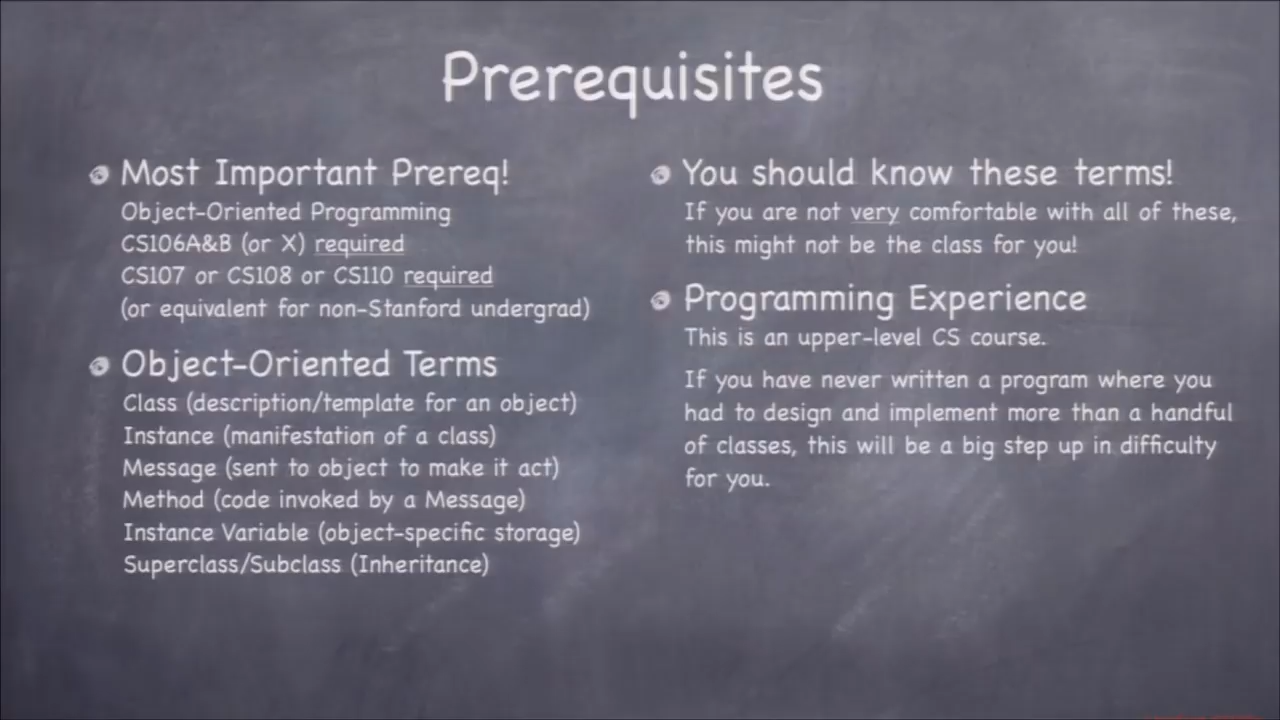 Prerequisites
Most Important Prereq!
Object-Oriented Programming
CS106A&B (or X) required
CS107 or CS108 or CS110 required
(or equivalent for non-Stanford undergrad)
Object-Oriented Terms
Class (description/template for an object)
Instance (manifestation of a class)
Message (sent to object to make it act)
Method (code invoked by a Message)
Instance Variable (object-specific storage)
Superclass/Subclass (Inheritance)
You should know these terms!
If you are not very comfortable with all of these,
this might not be the class for you!
Programming Experience
This is an upper-level CS course.
If you have never written a program where you
had to design and implement more than a handful
of classes, this will be a big step up in difficulty
for you.